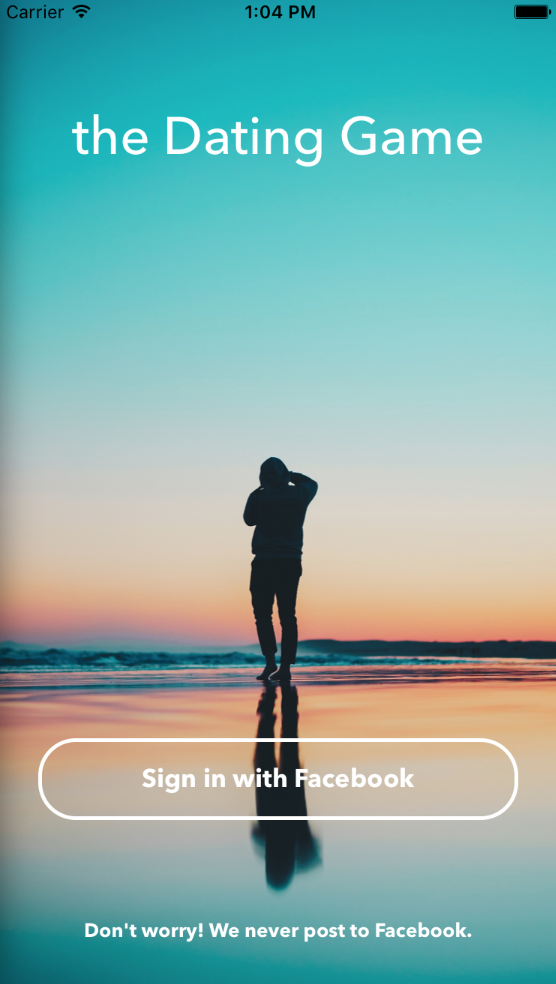 Carrier 1:04 PM
the Dating Game
Sign in with Facebook
Don't worry! We never post to Facebook.